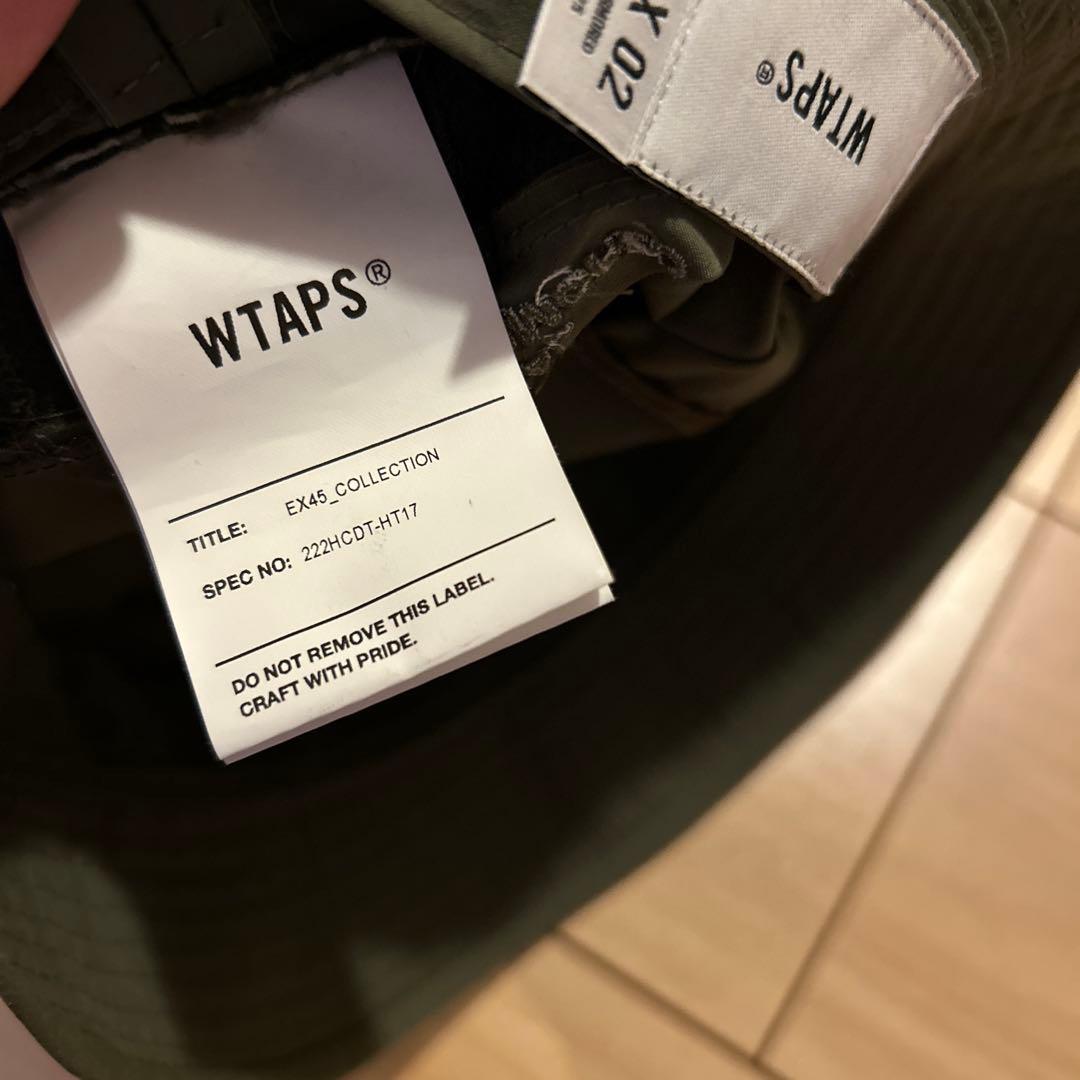 WTAPS®
TITLE: EX45_COLLECTION
SPEC NO: 222HCDT-HT17
DO NOT REMOVE THIS LABEL.
CRAFT WITH PRIDE.
WTAPS®
X 02